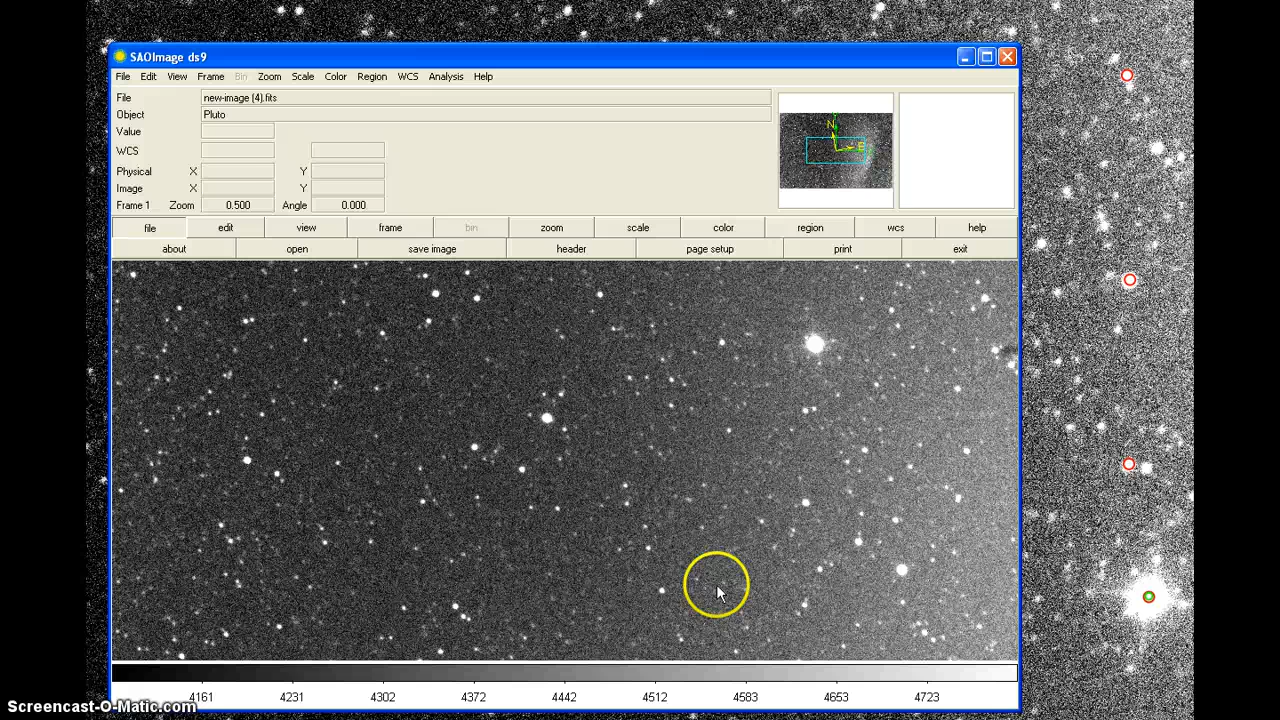 SAOImage ds9
File Edit View Frame Bin Zoom Scale Color Region WCS Analysis Help
File new-image (4).fits
Object Pluto
Value
WCS
Physical X Y
Image X Y
Frame 1 Zoom 0.500 Angle 0.000
N
E
file edit view frame bin zoom scale color region wcs help
about open save image header page setup print exit
4161 4231 4302 4372 4442 4512 4583 4653 4723
Screencast-O-Matic.com